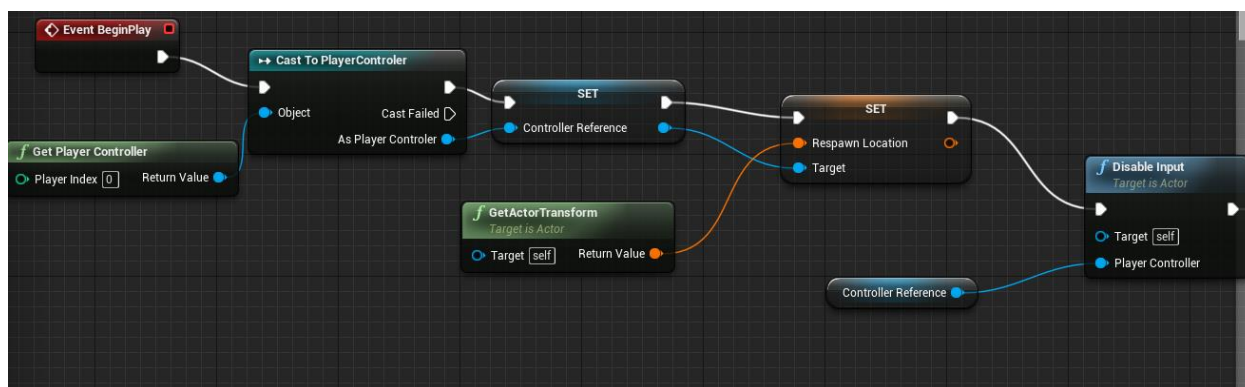 Event BeginPlay
Cast To PlayerControler
Object
Cast Failed
As Player Controler
SET
Controller Reference
SET
Respawn Location
Target
f Get Player Controller
Player Index 0
Return Value
f GetActorTransform
Target is Actor
Target self
Return Value
f Disable Input
Target is Actor
Target self
Player Controller
Controller Reference